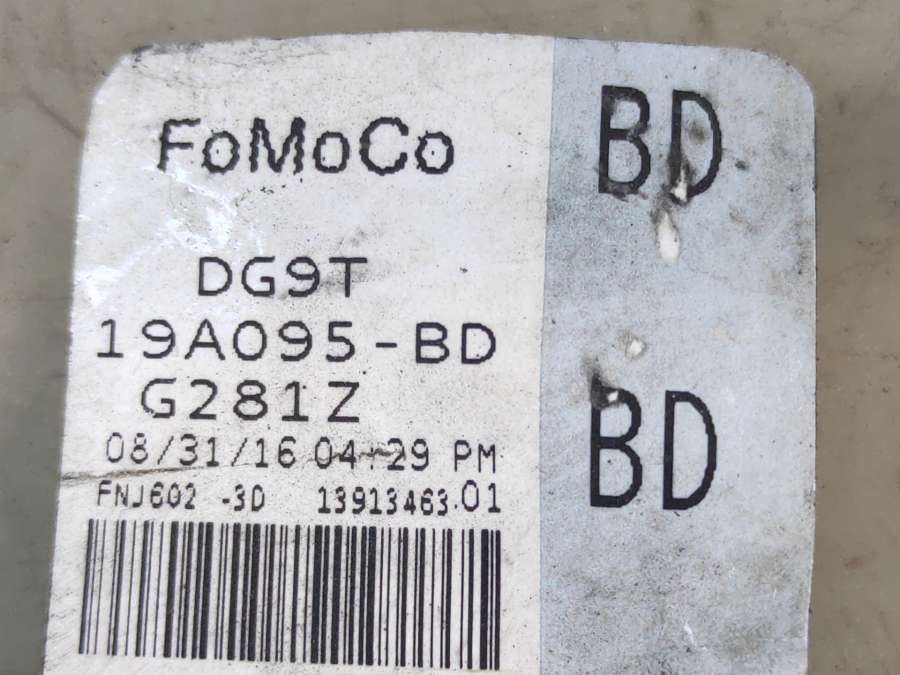 FoMoCo
DG9T
19A095-BD
G281Z
08/31/16 04:29 PM
FNJ602 -3D 13913463.01
BD
BD